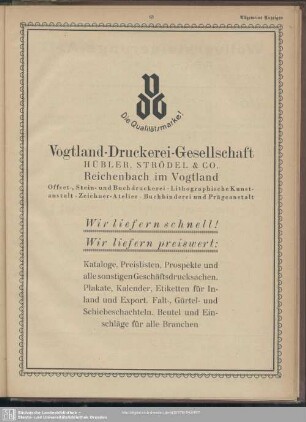 Allgemeine Anzeigen
Die Qualitätsmarke!
Vogtland-Druckerei-Gesellschaft
HÜBLER, STRÖDEL & CO.
Reichenbach im Vogtland
Offset-, Stein- und Buchdruckerei · Lithographische Kunst-
anstalt · Zeichner-Atelier · Buchbinderei und Prägeanstalt
Wir liefern schnell!
Wir liefern preiswert:
Kataloge, Preislisten, Prospekte und
alle sonstigen Geschäftsdrucksachen,
Plakate, Kalender, Etiketten für In-
land und Export, Falt-, Gürtel- und
Schiebeschachteln, Beutel und Ein-
schläge für alle Branchen